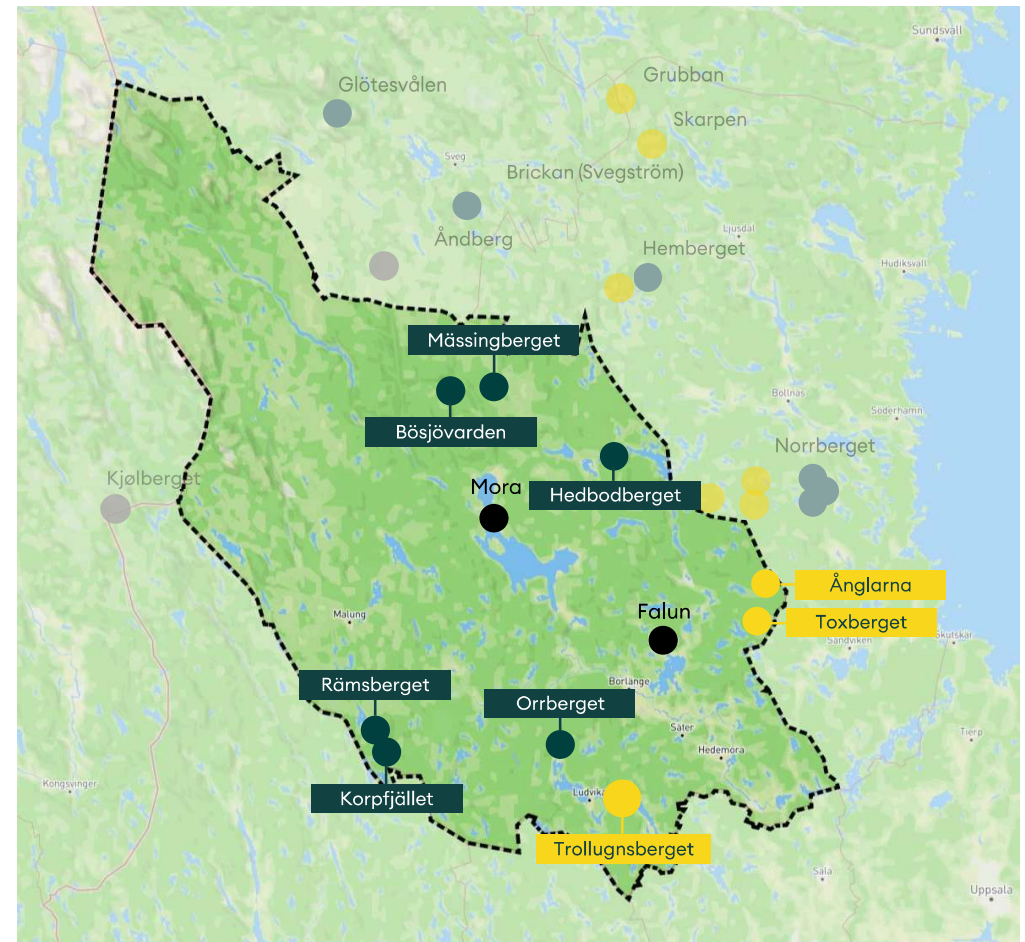 Sundsvall
Grubban
Glötesvålen
Skarpen
Sveg
Brickan (Svegström)
Ljusdal
Åndberg
Hemberget
Hudiksvall
Mässingberget
Bollnäs
Söderhamn
Bösjövarden
Norrberget
Kjølberget
Mora
Hedbodberget
Ånglarna
Falun
Malung
Toxberget
Skutskär
Sandviken
Rämsberget
Borlänge
Orrberget
Säter
Tierp
Hedemora
Kongsvinger
Korpfjället
Ludvika
Trollugnsberget
Sala
Uppsala